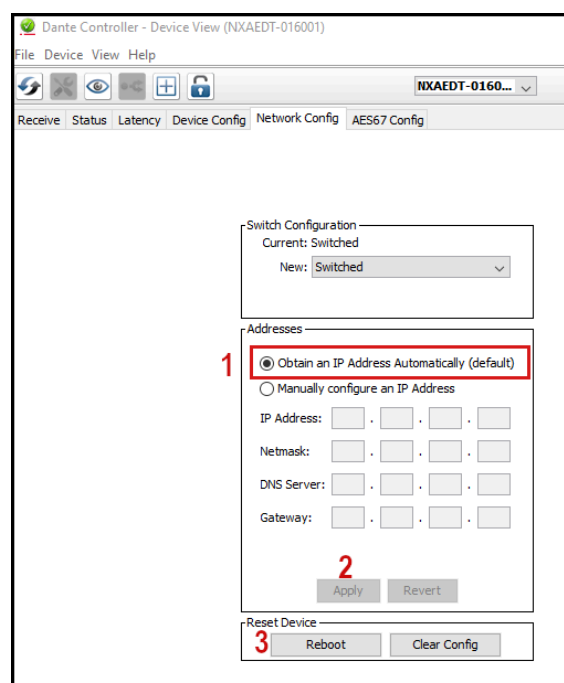 Dante Controller - Device View (NXAEDT-016001)
File Device View Help
NXAEDT-0160...
Receive Status Latency Device Config Network Config AES67 Config
Switch Configuration
Current: Switched
New: Switched
Addresses
1
Obtain an IP Address Automatically (default)
Manually configure an IP Address
IP Address: . . .
Netmask: . . .
DNS Server: . . .
Gateway: . . .
2
Apply Revert
Reset Device
3 Reboot Clear Config